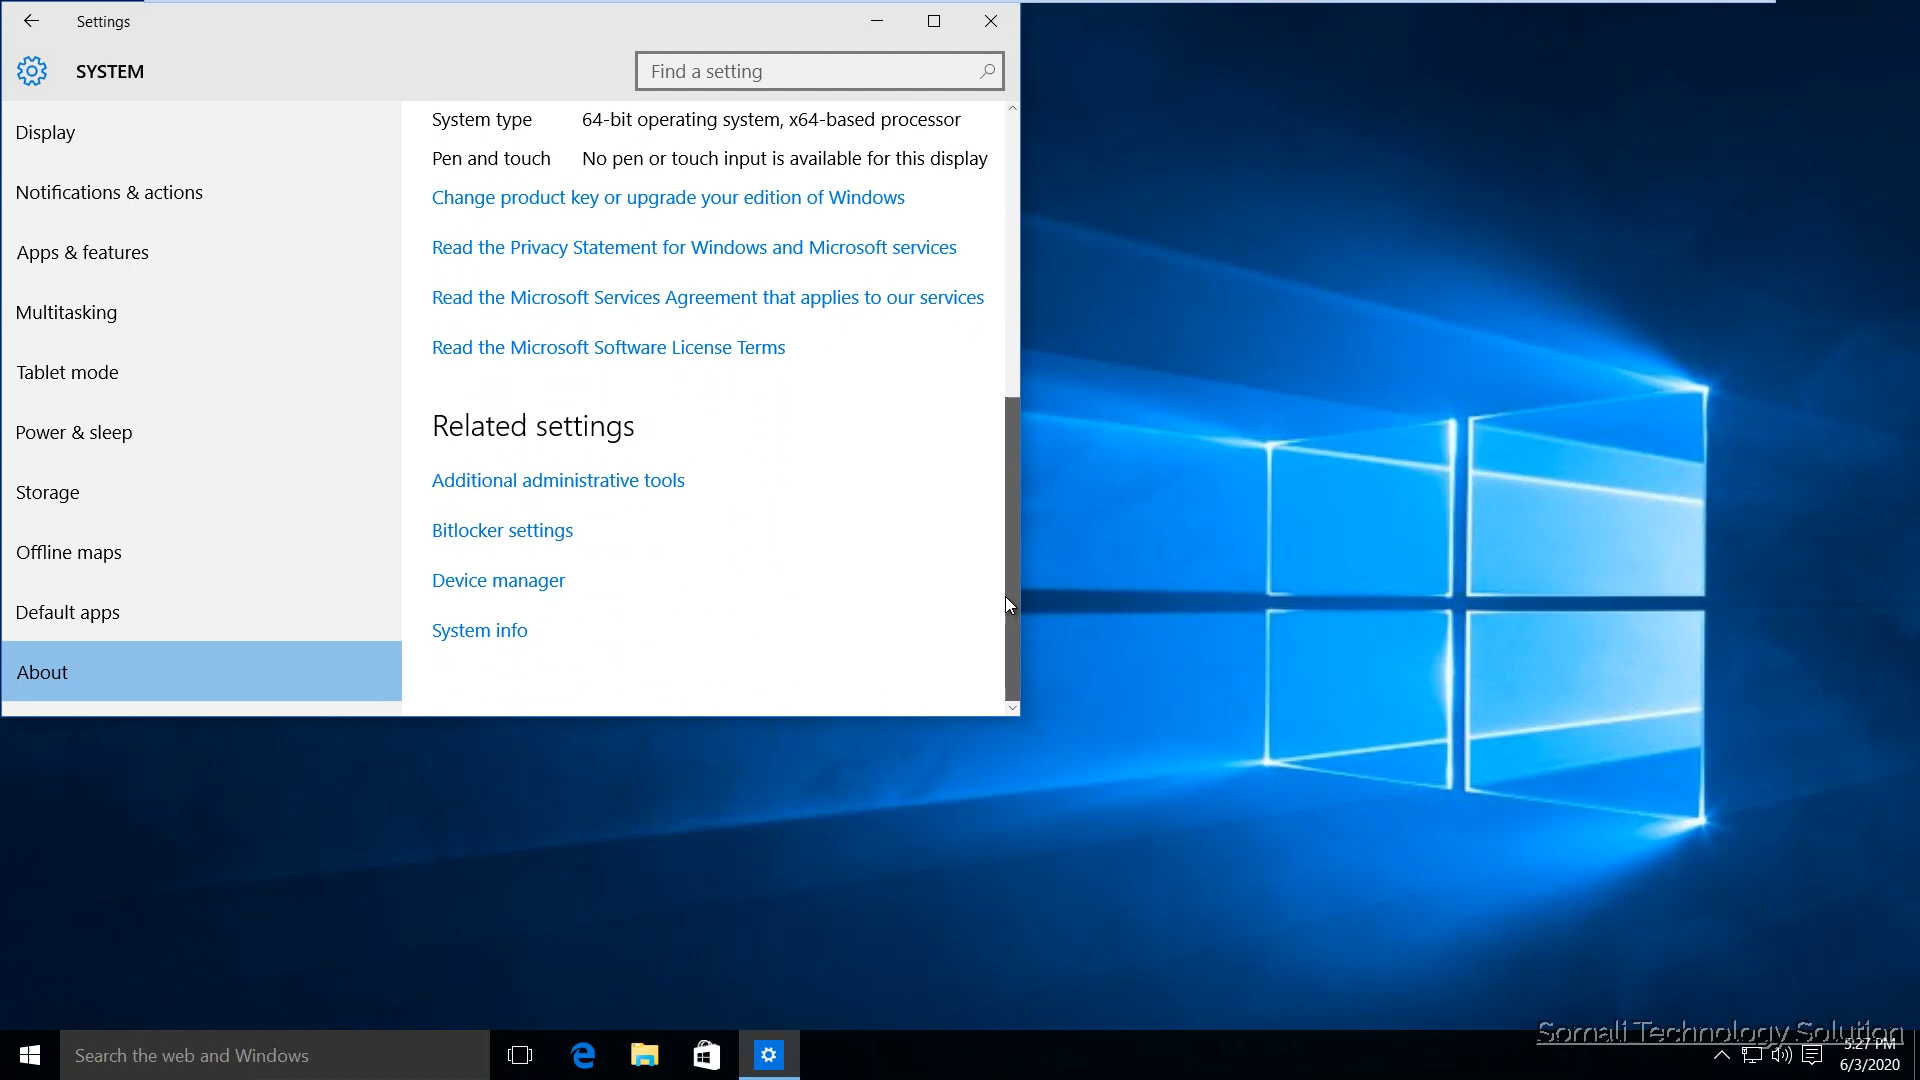 Settings
SYSTEM
Find a setting
Display
Notifications & actions
Apps & features
Multitasking
Tablet mode
Power & sleep
Storage
Offline maps
Default apps
About
System type 64-bit operating system, x64-based processor
Pen and touch No pen or touch input is available for this display
Change product key or upgrade your edition of Windows
Read the Privacy Statement for Windows and Microsoft services
Read the Microsoft Services Agreement that applies to our services
Read the Microsoft Software License Terms
Related settings
Additional administrative tools
Bitlocker settings
Device manager
System info
Somali Technology Solution
Search the web and Windows
5:27 PM
6/3/2020